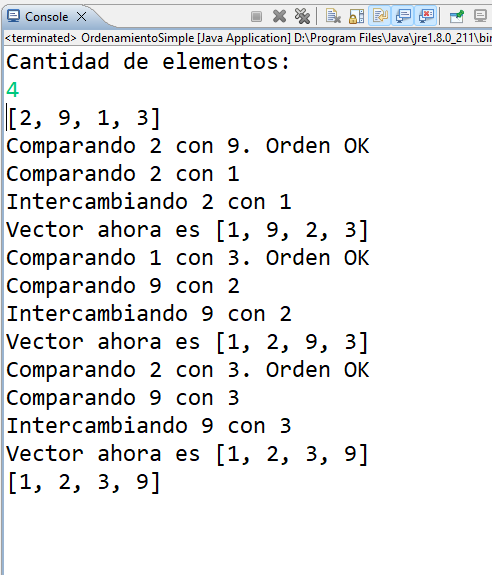 Console
<terminated> OrdenamientoSimple [Java Application] D:\Program Files\Java\jre1.8.0_211\bin
Cantidad de elementos:
4
[2, 9, 1, 3]
Comparando 2 con 9. Orden OK
Comparando 2 con 1
Intercambiando 2 con 1
Vector ahora es [1, 9, 2, 3]
Comparando 1 con 3. Orden OK
Comparando 9 con 2
Intercambiando 9 con 2
Vector ahora es [1, 2, 9, 3]
Comparando 2 con 3. Orden OK
Comparando 9 con 3
Intercambiando 9 con 3
Vector ahora es [1, 2, 3, 9]
[1, 2, 3, 9]